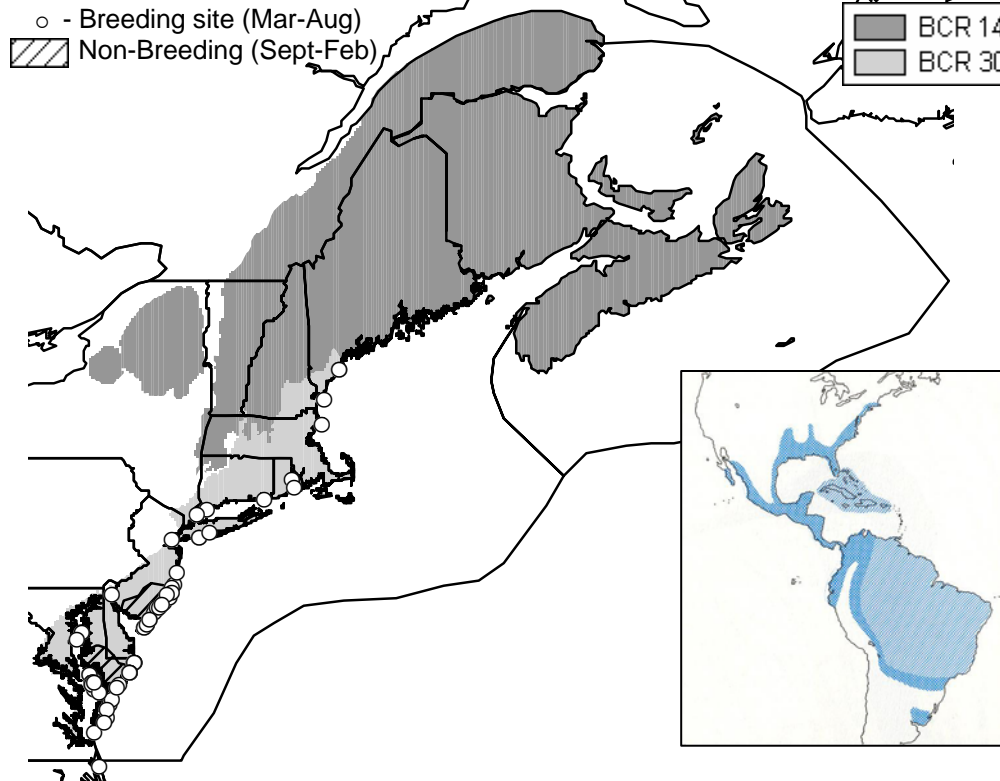 - Breeding site (Mar-Aug)
Non-Breeding (Sept-Feb)
BCR 14
BCR 30